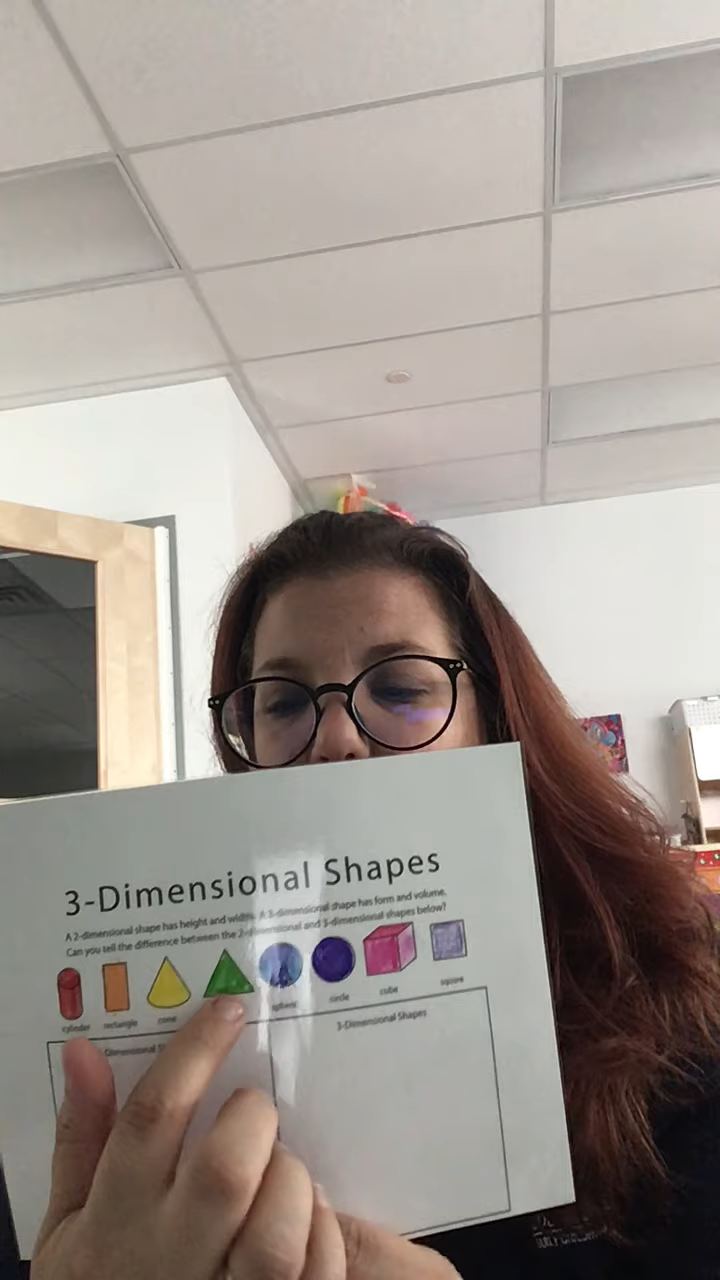 3-Dimensional Shapes
A 2-dimensional shape has height and width. A 3-dimensional shape has form and volume.
Can you tell the difference between the 2-dimensional and 3-dimensional shapes below?
cylinder rectangle cone sphere circle cube square
Dimensional 3-Dimensional Shapes